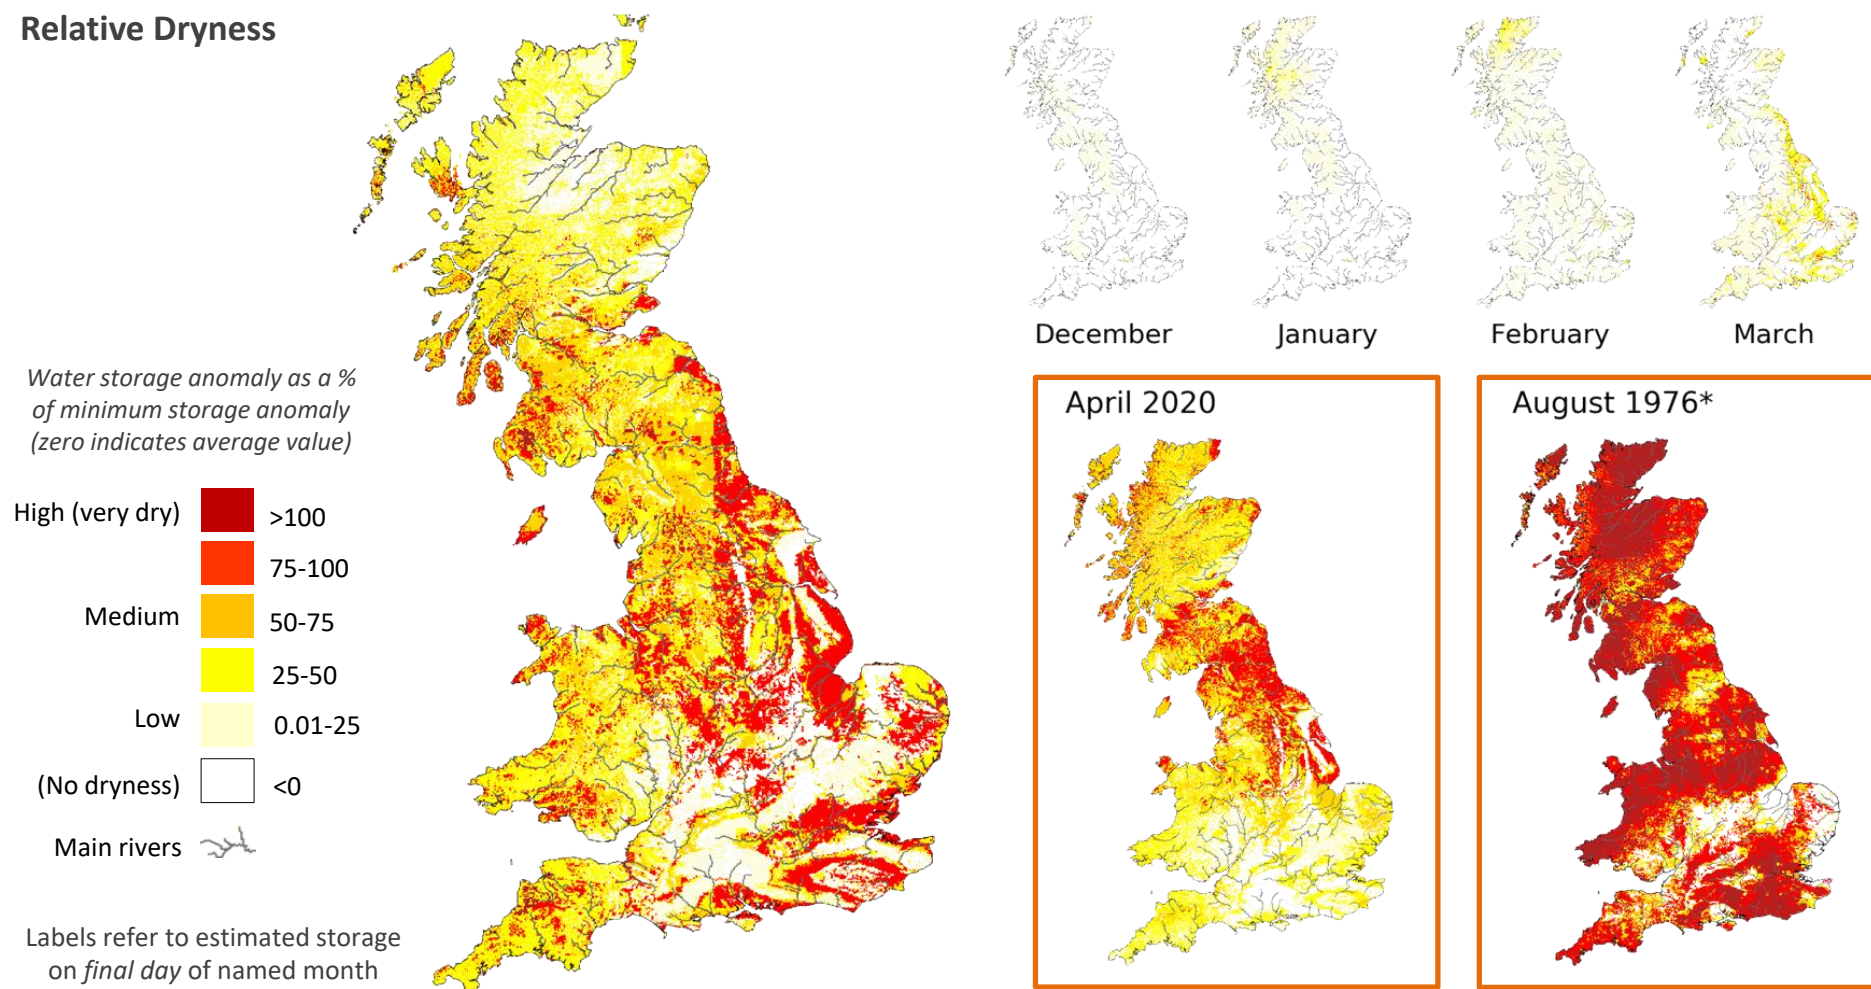 Relative Dryness
December
January
February
March
Water storage anomaly as a %
of minimum storage anomaly
(zero indicates average value)
High (very dry)
>100
75-100
Medium
50-75
25-50
Low
0.01-25
(No dryness)
<0
Main rivers
Labels refer to estimated storage
on final day of named month
April 2020
August 1976*